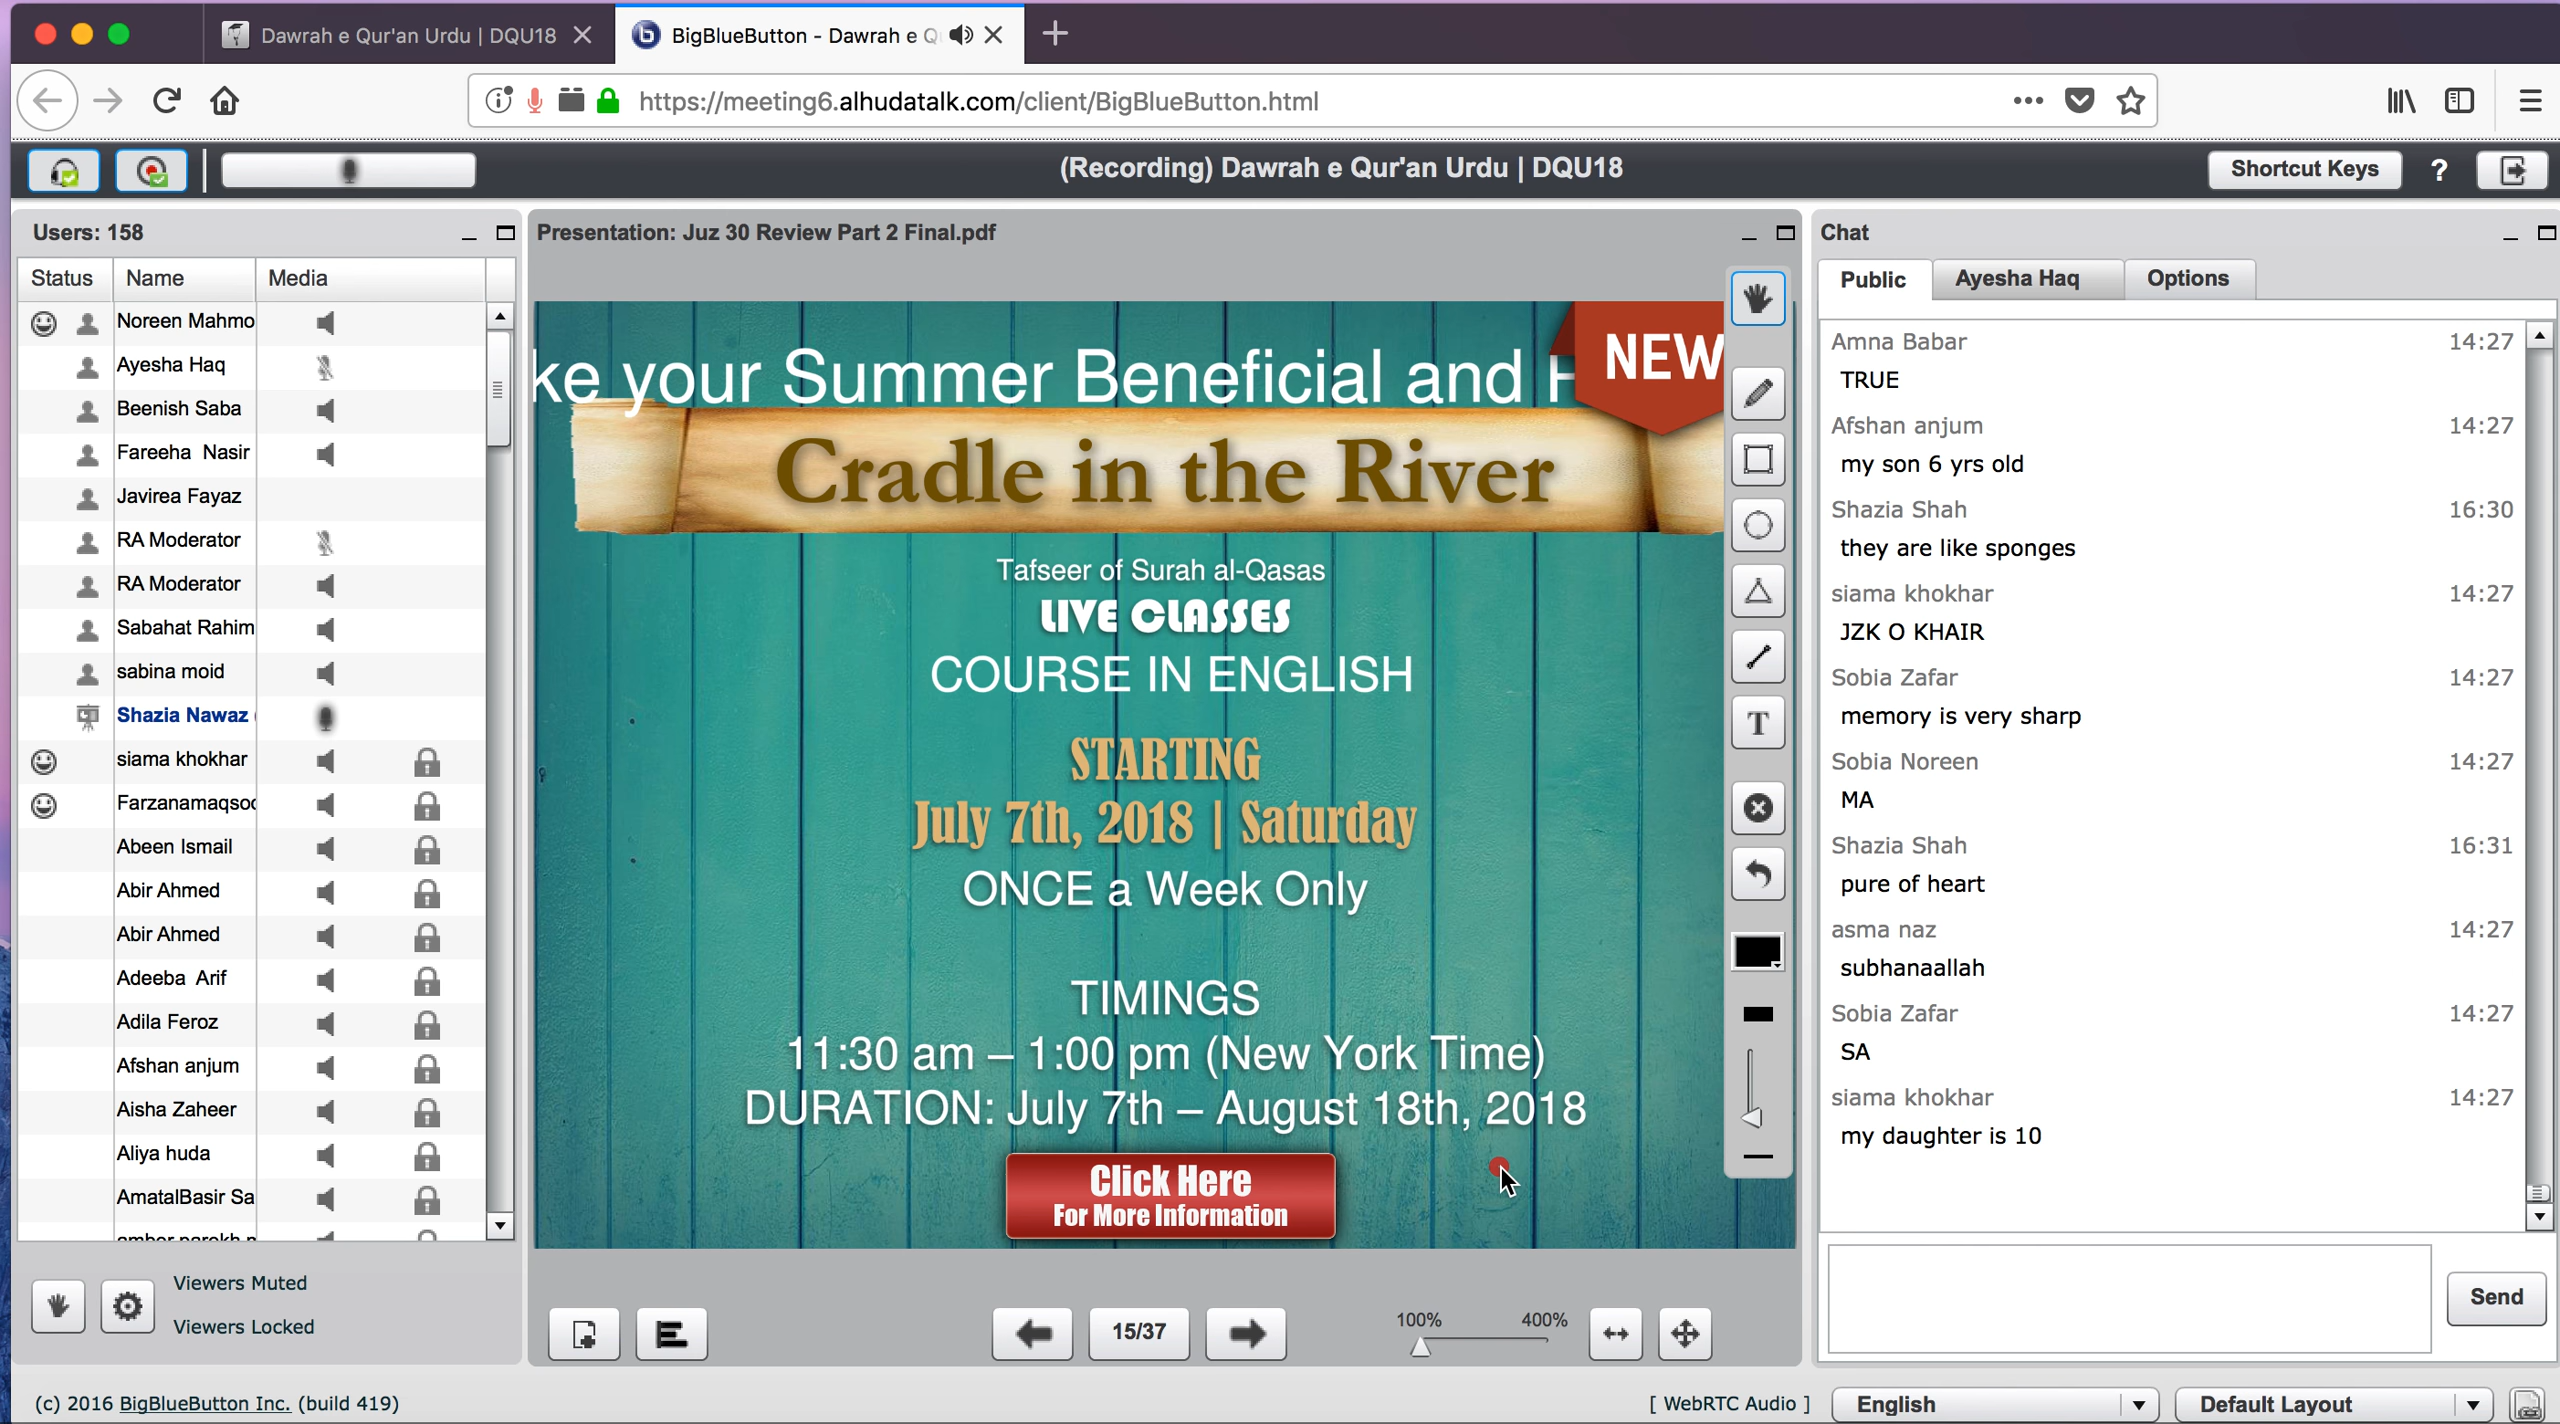 Dawrah e Qur'an Urdu | DQU18
BigBlueButton - Dawrah e Q
https://meeting6.alhudatalk.com/client/BigBlueButton.html
(Recording) Dawrah e Qur'an Urdu | DQU18
Shortcut Keys
?
Users: 158
Status Name Media
Noreen Mahmo
Ayesha Haq
Beenish Saba
Fareeha Nasir
Javirea Fayaz
RA Moderator
RA Moderator
Sabahat Rahim
sabina moid
Shazia Nawaz
siama khokhar
Farzanamaqsoo
Abeen Ismail
Abir Ahmed
Abir Ahmed
Adeeba Arif
Adila Feroz
Afshan anjum
Aisha Zaheer
Aliya huda
AmatalBasir Sa
Viewers Muted
Viewers Locked
Presentation: Juz 30 Review Part 2 Final.pdf
ke your Summer Beneficial and
NEW
Cradle in the River
Tafseer of Surah al-Qasas
LIVE CLASSES
COURSE IN ENGLISH
STARTING
July 7th, 2018 | Saturday
ONCE a Week Only
TIMINGS
11:30 am – 1:00 pm (New York Time)
DURATION: July 7th – August 18th, 2018
Click Here
For More Information
T
15/37
100% 400%
Chat
Public Ayesha Haq Options
Amna Babar 14:27
TRUE
Afshan anjum 14:27
my son 6 yrs old
Shazia Shah 16:30
they are like sponges
siama khokhar 14:27
JZK O KHAIR
Sobia Zafar 14:27
memory is very sharp
Sobia Noreen 14:27
MA
Shazia Shah 16:31
pure of heart
asma naz 14:27
subhanaallah
Sobia Zafar 14:27
SA
siama khokhar 14:27
my daughter is 10
Send
(c) 2016 BigBlueButton Inc. (build 419)
[ WebRTC Audio ]
English
Default Layout